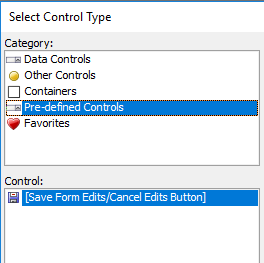 Select Control Type
Category:
Data Controls
Other Controls
Containers
Pre-defined Controls
Favorites
Control:
[Save Form Edits/Cancel Edits Button]